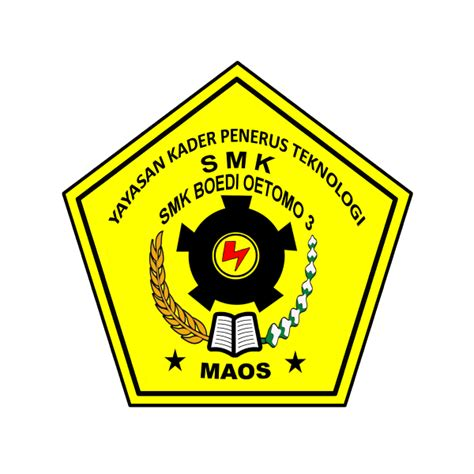 YAYASAN KADER PENERUS TEKNOLOGI
SMK
SMK BOEDI OETOMO 3
MAOS